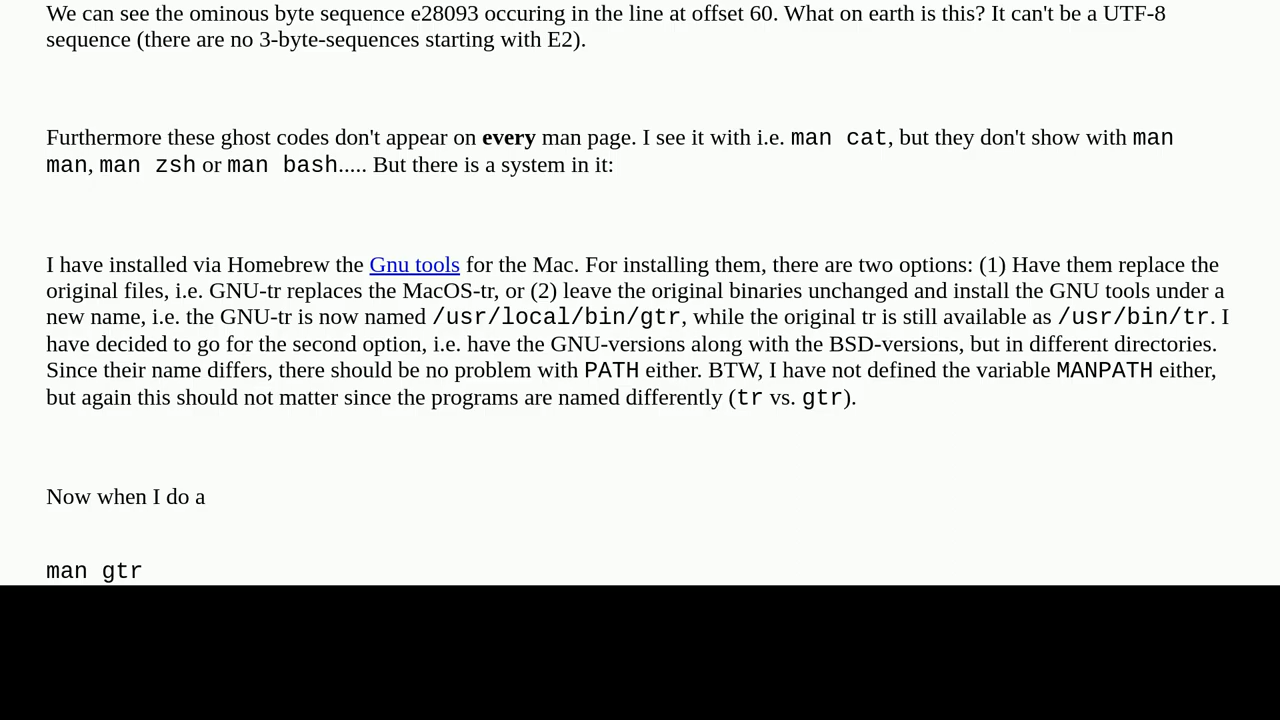 We can see the ominous byte sequence e28093 occuring in the line at offset 60. What on earth is this? It can't be a UTF-8
sequence (there are no 3-byte-sequences starting with E2).
Furthermore these ghost codes don't appear on every man page. I see it with i.e. man cat, but they don't show with man
man, man zsh or man bash..... But there is a system in it:
I have installed via Homebrew the Gnu tools for the Mac. For installing them, there are two options: (1) Have them replace the
original files, i.e. GNU-tr replaces the MacOS-tr, or (2) leave the original binaries unchanged and install the GNU tools under a
new name, i.e. the GNU-tr is now named /usr/local/bin/gtr, while the original tr is still available as /usr/bin/tr. I
have decided to go for the second option, i.e. have the GNU-versions along with the BSD-versions, but in different directories.
Since their name differs, there should be no problem with PATH either. BTW, I have not defined the variable MANPATH either,
but again this should not matter since the programs are named differently (tr vs. gtr).
Now when I do a
man gtr